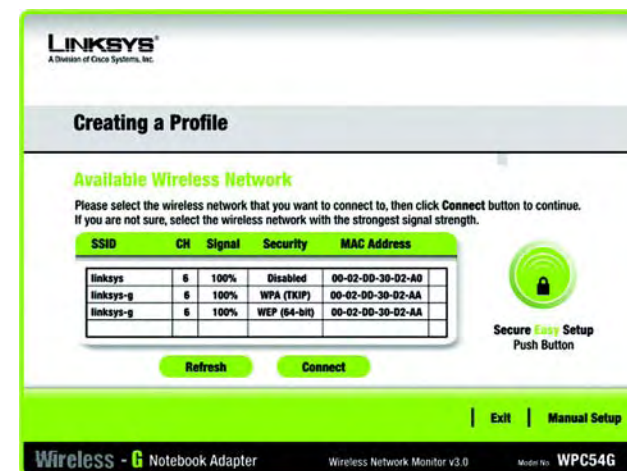 LINKSYS®
A Division of Cisco Systems, Inc.
Creating a Profile
Available Wireless Network
Please select the wireless network that you want to connect to, then click Connect button to continue.
If you are not sure, select the wireless network with the strongest signal strength.
SSID CH Signal Security MAC Address
linksys 6 100% Disabled 00-02-DD-30-D2-A0
linksys-g 6 100% WPA (TKIP) 00-02-DD-30-D2-AA
linksys-g 6 100% WEP (64-bit) 00-02-DD-30-D2-AA
Secure Easy Setup
Push Button
Refresh Connect
Exit Manual Setup
Wireless - G Notebook Adapter Wireless Network Monitor v3.0 Model No. WPC54G